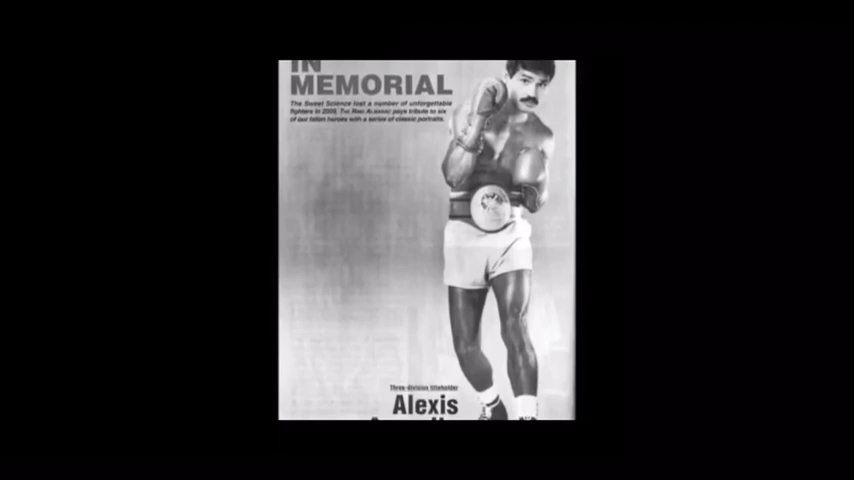 IN
MEMORIAL
The Sweet Science lost a number of unforgettable
fighters in 2009. THE RING ALMANAC pays tribute to six
of our fallen heroes with a series of classic portraits.
Three-division titleholder
Alexis